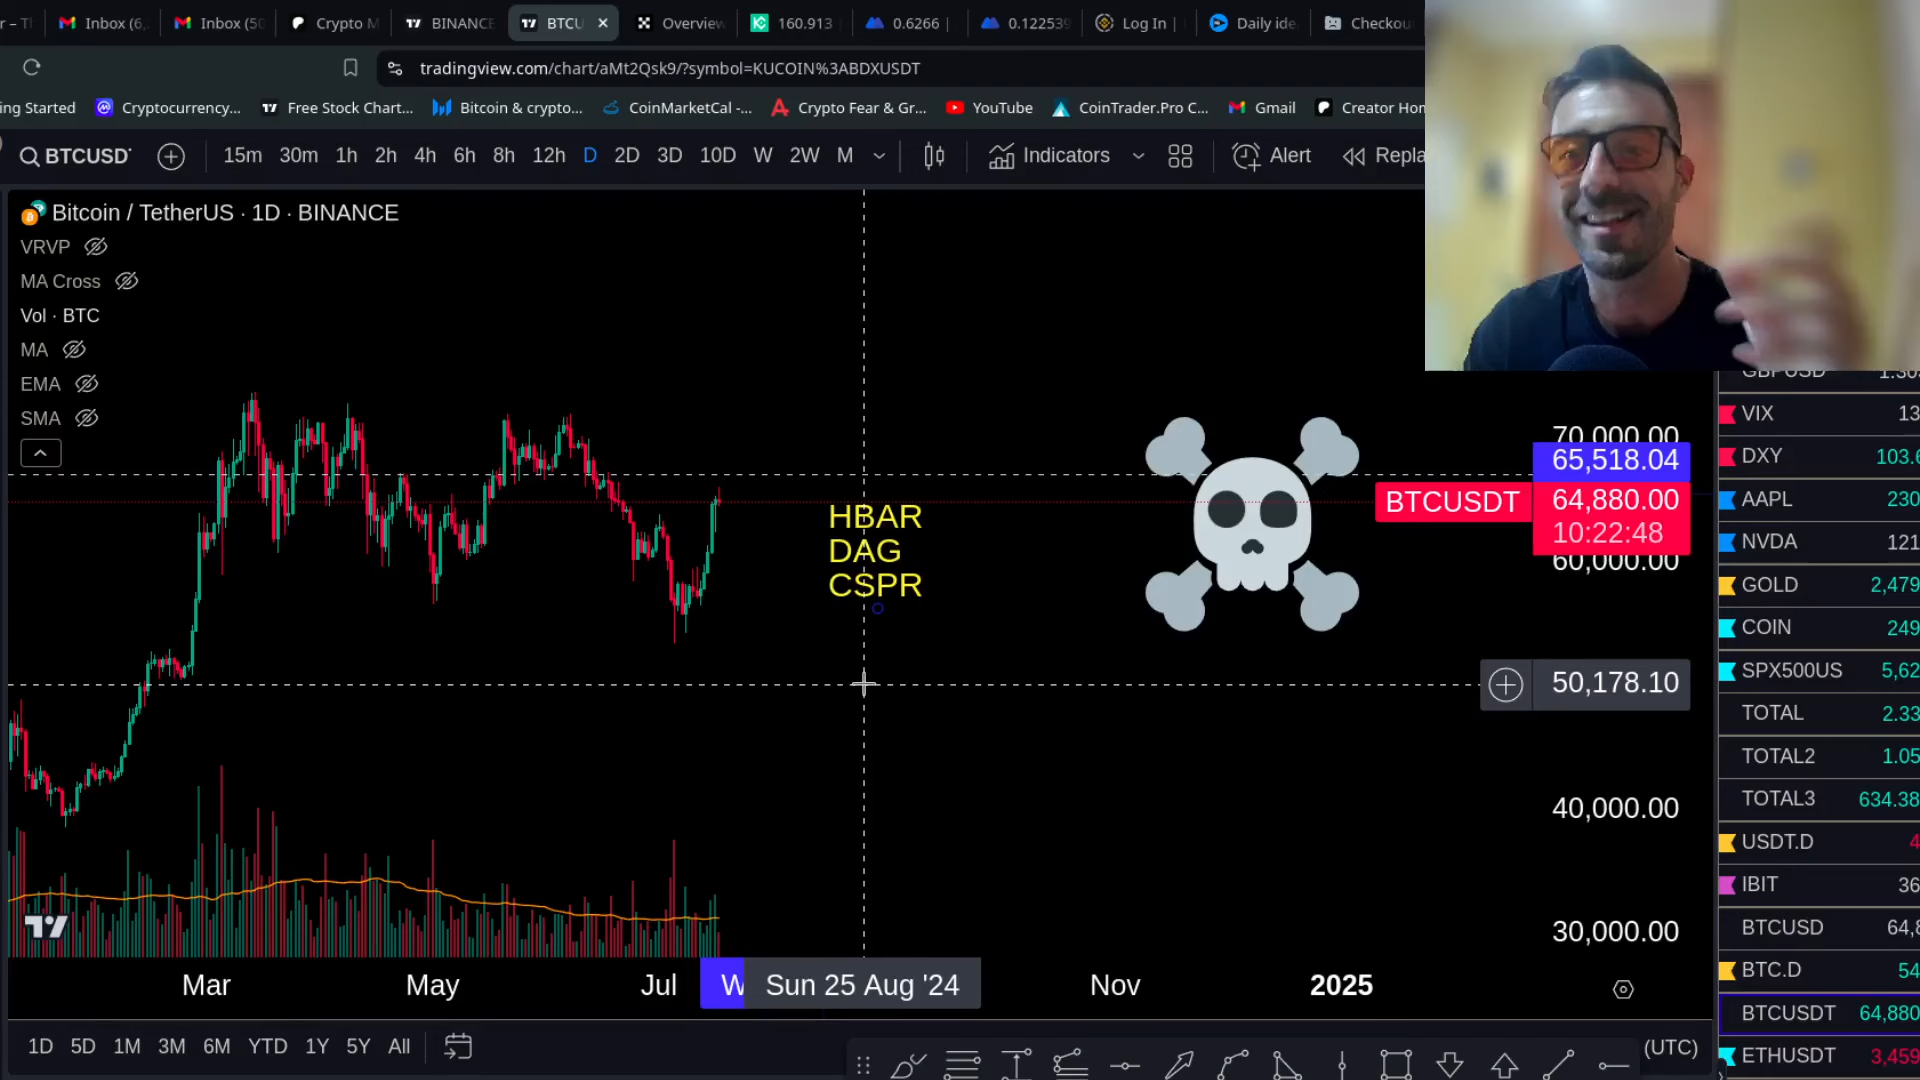 Inbox (6,
Inbox (50
Crypto M
BINANCE
BTCU
Overview
160.913
0.6266 |
0.122539
Log In |
Daily ide
Checkou
tradingview.com/chart/aMt2Qsk9/?symbol=KUCOIN%3ABDXUSDT
ing Started
Cryptocurrency...
Free Stock Chart...
Bitcoin & crypto...
CoinMarketCal -...
Crypto Fear & Gr...
YouTube
CoinTrader.Pro C...
Gmail
Creator Hom
BTCUSD
15m 30m 1h 2h 4h 6h 8h 12h D 2D 3D 10D W 2W M
Indicators
Alert
Repla
Bitcoin / TetherUS · 1D · BINANCE
VRVP
MA Cross
Vol · BTC
MA
EMA
SMA
HBAR
DAG
CSPR
70,000.00
65,518.04
BTCUSDT 64,880.00
10:22:48
60,000.00
50,178.10
40,000.00
30,000.00
GBPUSD 1.30
VIX 13
DXY 103.6
AAPL 230
NVDA 121
GOLD 2,479
COIN 249
SPX500US 5,62
TOTAL 2.33
TOTAL2 1.05
TOTAL3 634.38
USDT.D 4
IBIT 36
BTCUSD 64,8
BTC.D 54
BTCUSDT 64,880
ETHUSDT 3,459
Mar May Jul W Sun 25 Aug '24 Nov 2025
1D 5D 1M 3M 6M YTD 1Y 5Y All
(UTC)